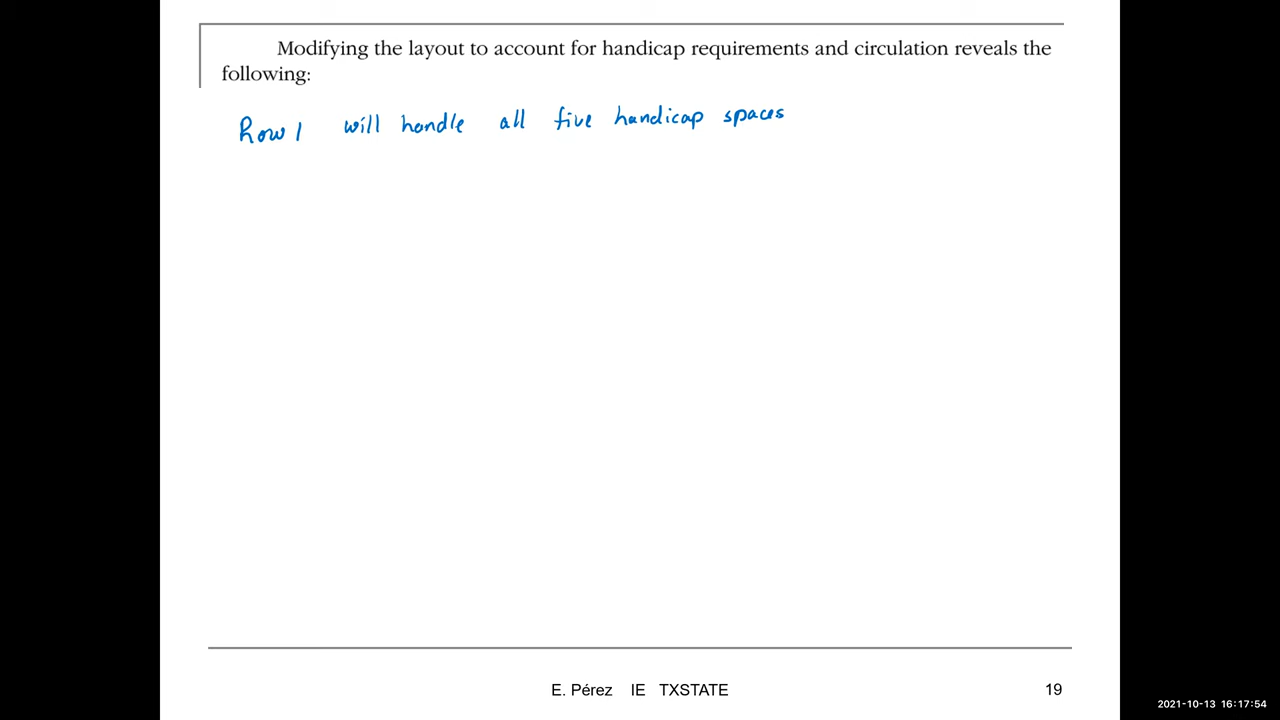 Modifying the layout to account for handicap requirements and circulation reveals the
following:
Row 1 will handle all five handicap spaces
E. Pérez IE TXSTATE
19
2021-10-13 16:17:54